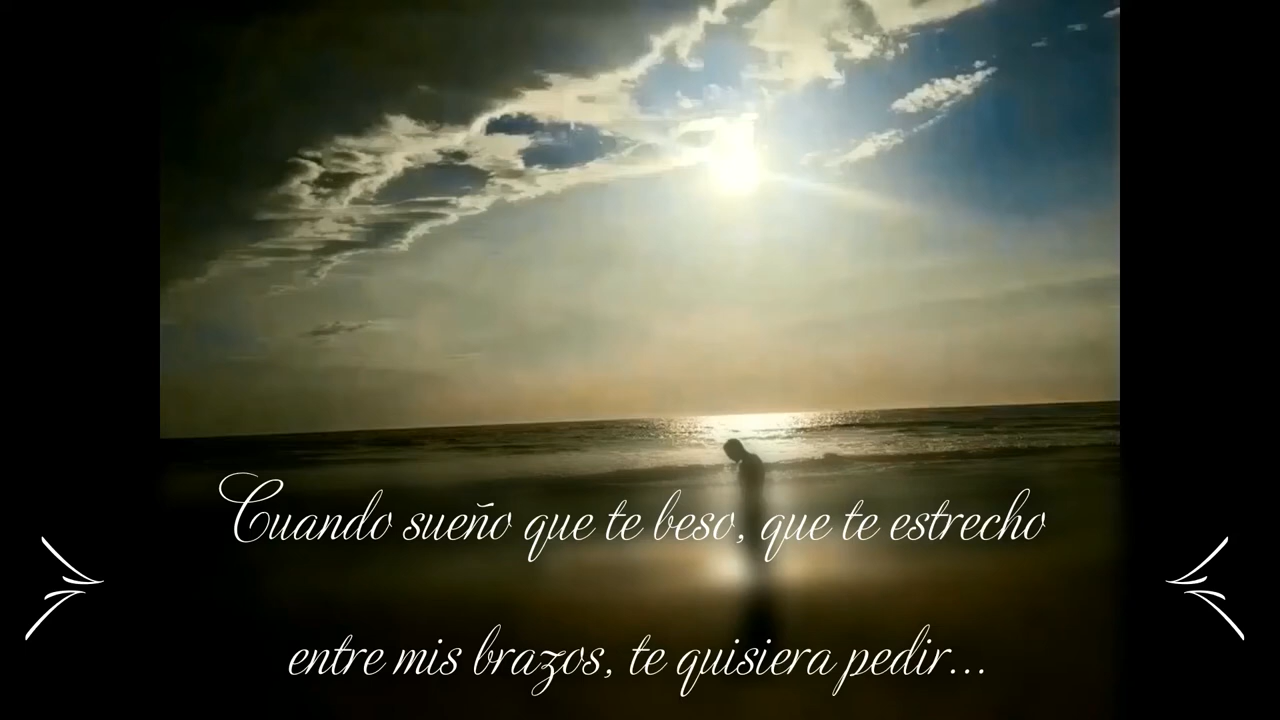 Cuando sueño que te beso, que te estrecho
entre mis brazos, te quisiera pedir...